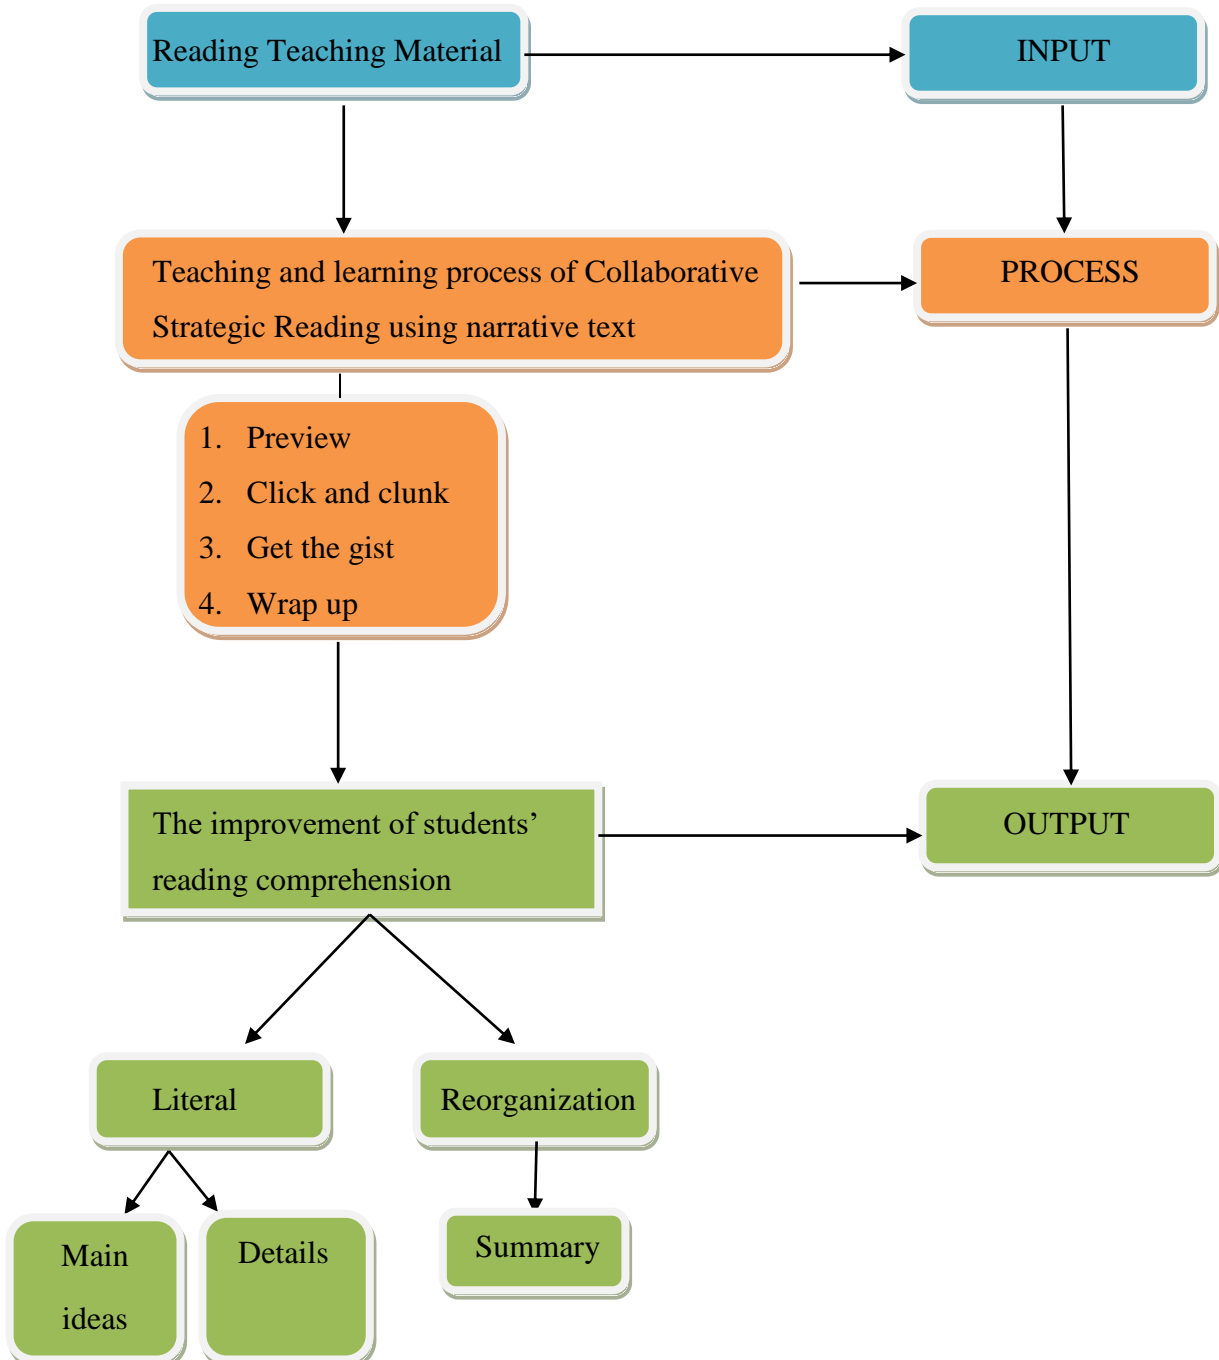 Reading Teaching Material
INPUT
Teaching and learning process of Collaborative
Strategic Reading using narrative text
PROCESS
1. Preview
2. Click and clunk
3. Get the gist
4. Wrap up
The improvement of students’
reading comprehension
OUTPUT
Literal
Reorganization
Main
ideas
Details
Summary